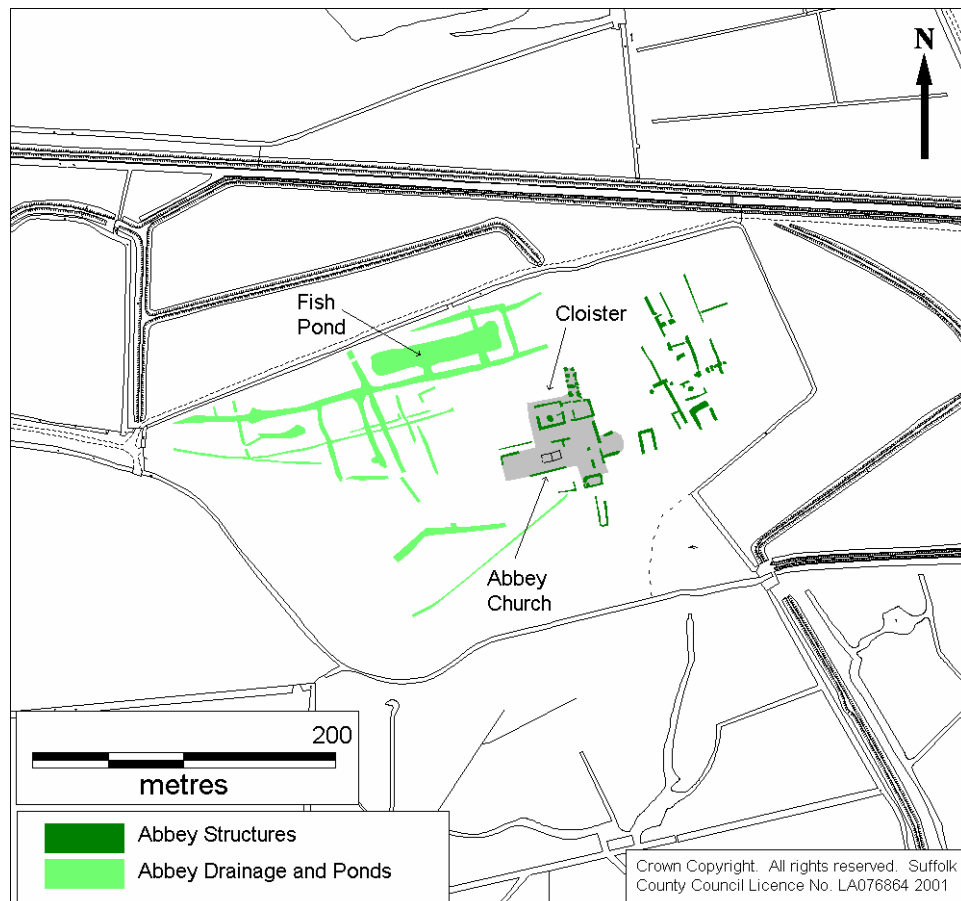 N
Fish
Pond
Cloister
Abbey
Church
200
metres
Abbey Structures
Abbey Drainage and Ponds
Crown Copyright. All rights reserved. Suffolk
County Council Licence No. LA076864 2001